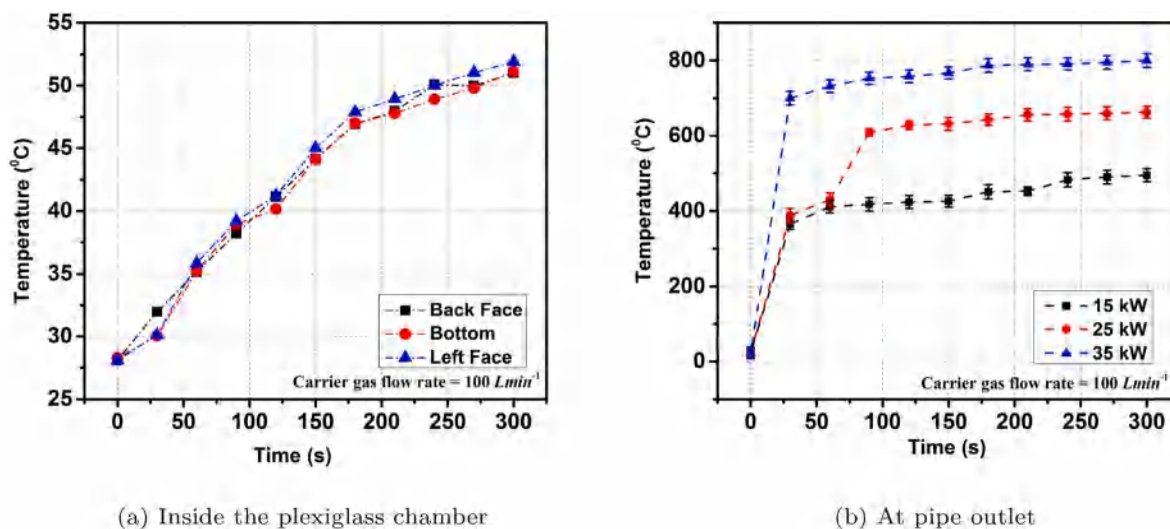 55
50
45
40
35
30
25
Temperature (⁰C)
Back Face
Bottom
Left Face
Carrier gas flow rate = 100 Lmin⁻¹
0 50 100 150 200 250 300
Time (s)
(a) Inside the plexiglass chamber
800
600
400
200
0
Temperature (⁰C)
15 kW
25 kW
35 kW
Carrier gas flow rate = 100 Lmin⁻¹
0 50 100 150 200 250 300
Time (s)
(b) At pipe outlet